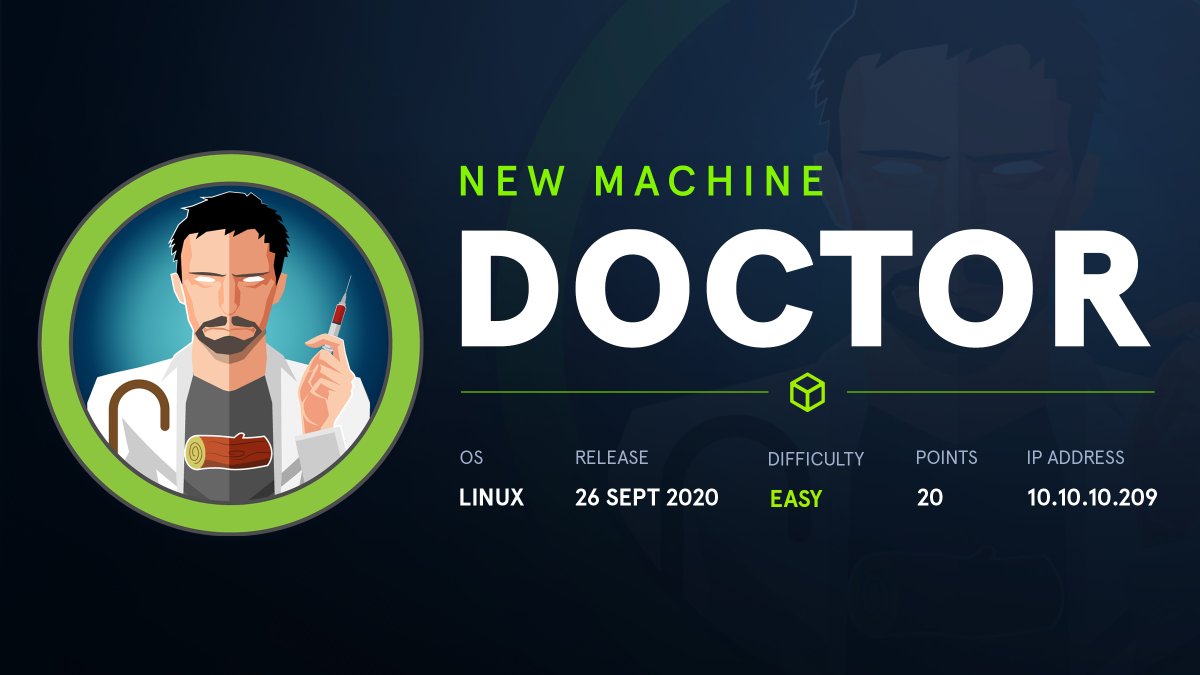 NEW MACHINE
DOCTOR
OS RELEASE DIFFICULTY POINTS IP ADDRESS
LINUX 26 SEPT 2020 EASY 20 10.10.10.209